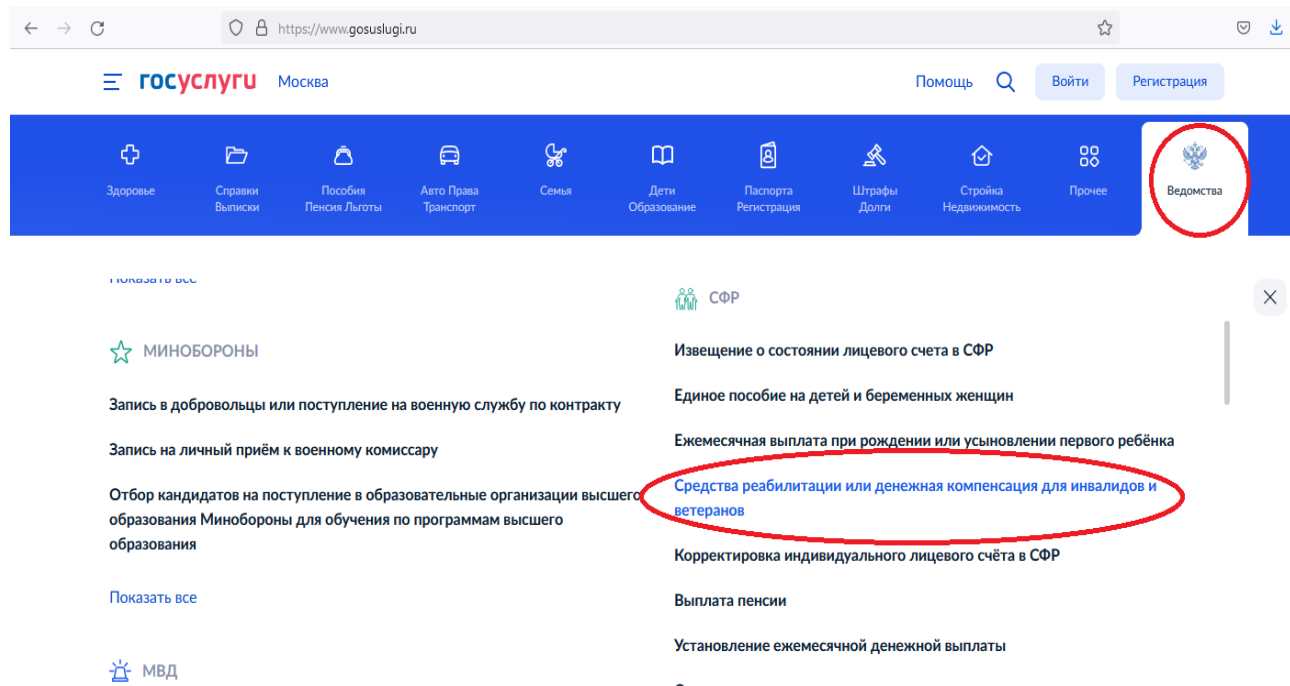 https://www.gosuslugi.ru
госуслуги Москва Помощь Войти Регистрация
Здоровье
Справки
Выписки
Пособия
Пенсия Льготы
Авто Права
Транспорт
Семья
Дети
Образование
Паспорта
Регистрация
Штрафы
Долги
Стройка
Недвижимость
Прочее
Ведомства
Показать все
МИНОБОРОНЫ
Запись в добровольцы или поступление на военную службу по контракту
Запись на личный приём к военному комиссару
Отбор кандидатов на поступление в образовательные организации высшего
образования Минобороны для обучения по программам высшего
образования
Показать все
МВД
СФР
Извещение о состоянии лицевого счета в СФР
Единое пособие на детей и беременных женщин
Ежемесячная выплата при рождении или усыновлении первого ребёнка
Средства реабилитации или денежная компенсация для инвалидов и
ветеранов
Корректировка индивидуального лицевого счёта в СФР
Выплата пенсии
Установление ежемесячной денежной выплаты